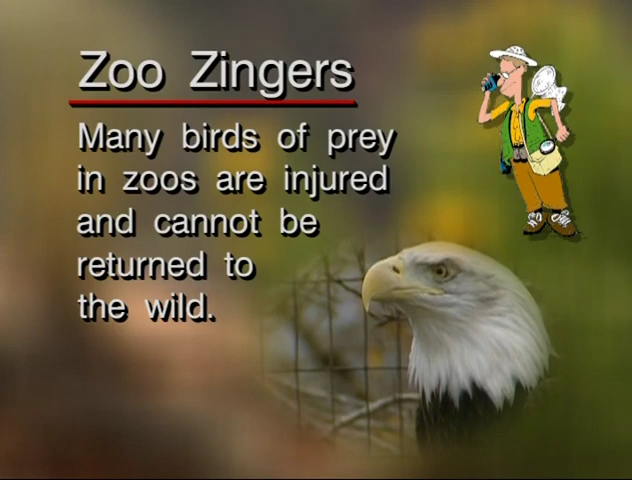 Zoo Zingers
Many birds of prey
in zoos are injured
and cannot be
returned to
the wild.